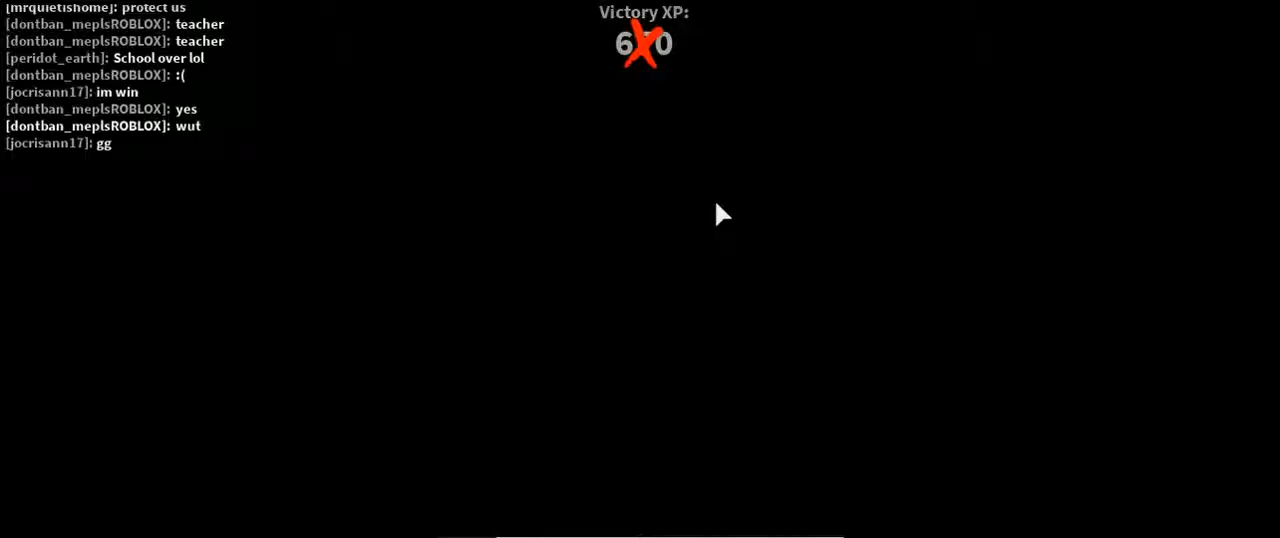 [mrquietishome]: protect us
[dontban_meplsROBLOX]: teacher
[dontban_meplsROBLOX]: teacher
[peridot_earth]: School over lol
[dontban_meplsROBLOX]: :(
[jocrisann17]: im win
[dontban_meplsROBLOX]: yes
[dontban_meplsROBLOX]: wut
[jocrisann17]: gg
Victory XP: